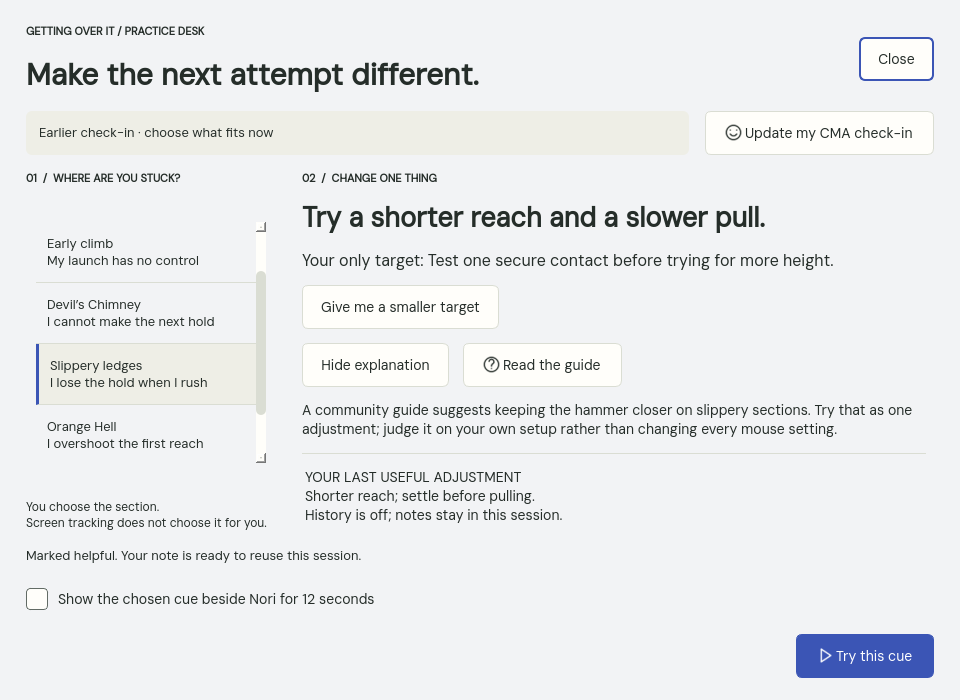 GETTING OVER IT / PRACTICE DESK
Make the next attempt different.
Close
Earlier check-in · choose what fits now
Update my CMA check-in
01 / WHERE ARE YOU STUCK?
Early climb
My launch has no control
Devil’s Chimney
I cannot make the next hold
Slippery ledges
I lose the hold when I rush
Orange Hell
I overshoot the first reach
You choose the section.
Screen tracking does not choose it for you.
02 / CHANGE ONE THING
Try a shorter reach and a slower pull.
Your only target: Test one secure contact before trying for more height.
Give me a smaller target
Hide explanation
Read the guide
A community guide suggests keeping the hammer closer on slippery sections. Try that as one
adjustment; judge it on your own setup rather than changing every mouse setting.
YOUR LAST USEFUL ADJUSTMENT
Shorter reach; settle before pulling.
History is off; notes stay in this session.
Marked helpful. Your note is ready to reuse this session.
Show the chosen cue beside Nori for 12 seconds
Try this cue